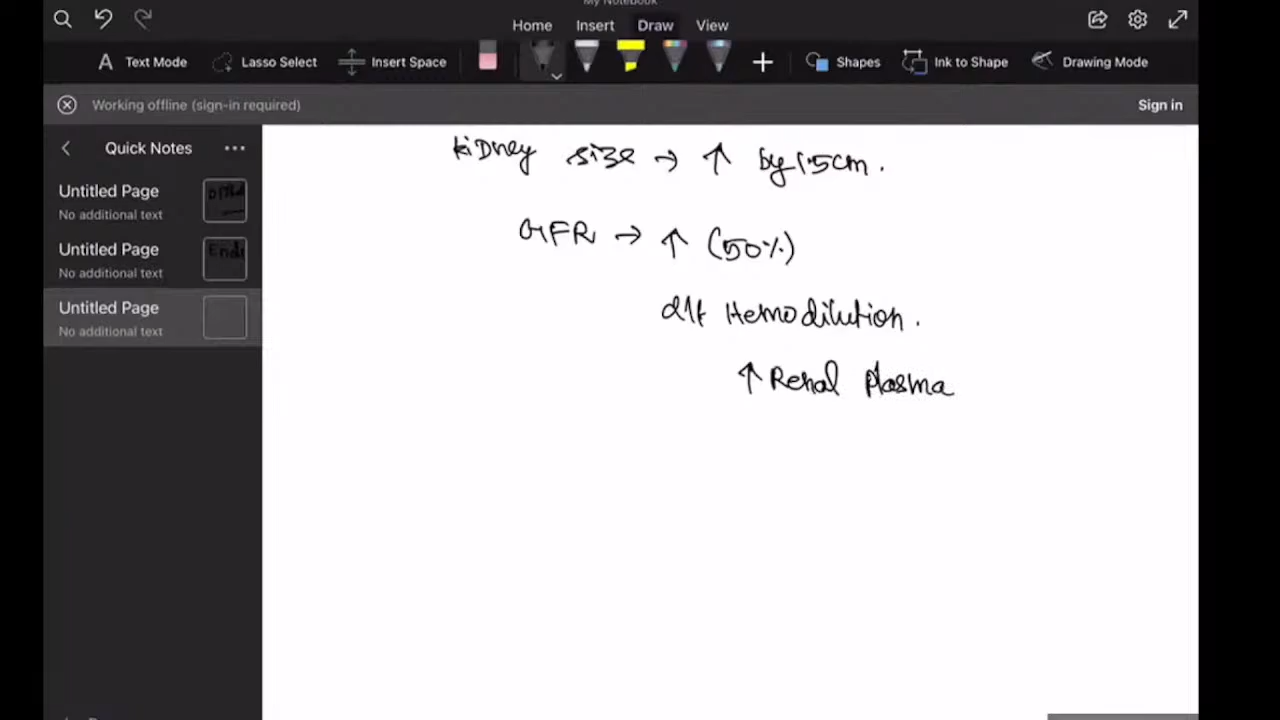 My Notebook
Home Insert Draw View
Text Mode Lasso Select Insert Space Shapes Ink to Shape Drawing Mode
Working offline (sign-in required) Sign in
Quick Notes
Untitled Page
No additional text
Untitled Page
No additional text
Untitled Page
No additional text
kidney size → ↑ by 1.5cm.
GFR → ↑ (50%)
d/t Hemodilution.
↑ Renal plasma